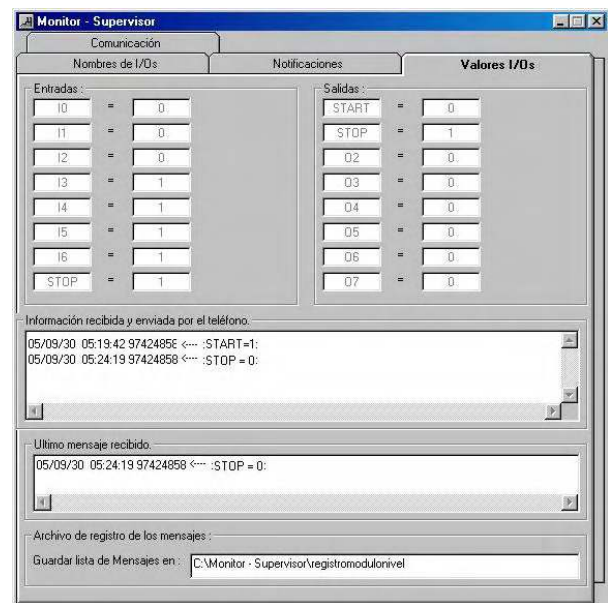 Monitor - Supervisor
Comunicación
Nombres de I/Os Notificaciones Valores I/Os
Entradas :
I0 = 0
I1 = 0
I2 = 0
I3 = 1
I4 = 1
I5 = 1
I6 = 1
STOP = 1
Salidas :
START = 0
STOP = 1
O2 = 0
O3 = 0
O4 = 0
O5 = 0
O6 = 0
O7 = 0
Información recibida y enviada por el teléfono.
05/09/30 05:19:42 97424858 <---- :START=1:
05/09/30 05:24:19 97424858 <---- :STOP = 0:
Ultimo mensaje recibido.
05/09/30 05:24:19 97424858 <---- :STOP = 0:
Archivo de registro de los mensajes :
Guardar lista de Mensajes en : C:\Monitor - Supervisor\registromodulonivel